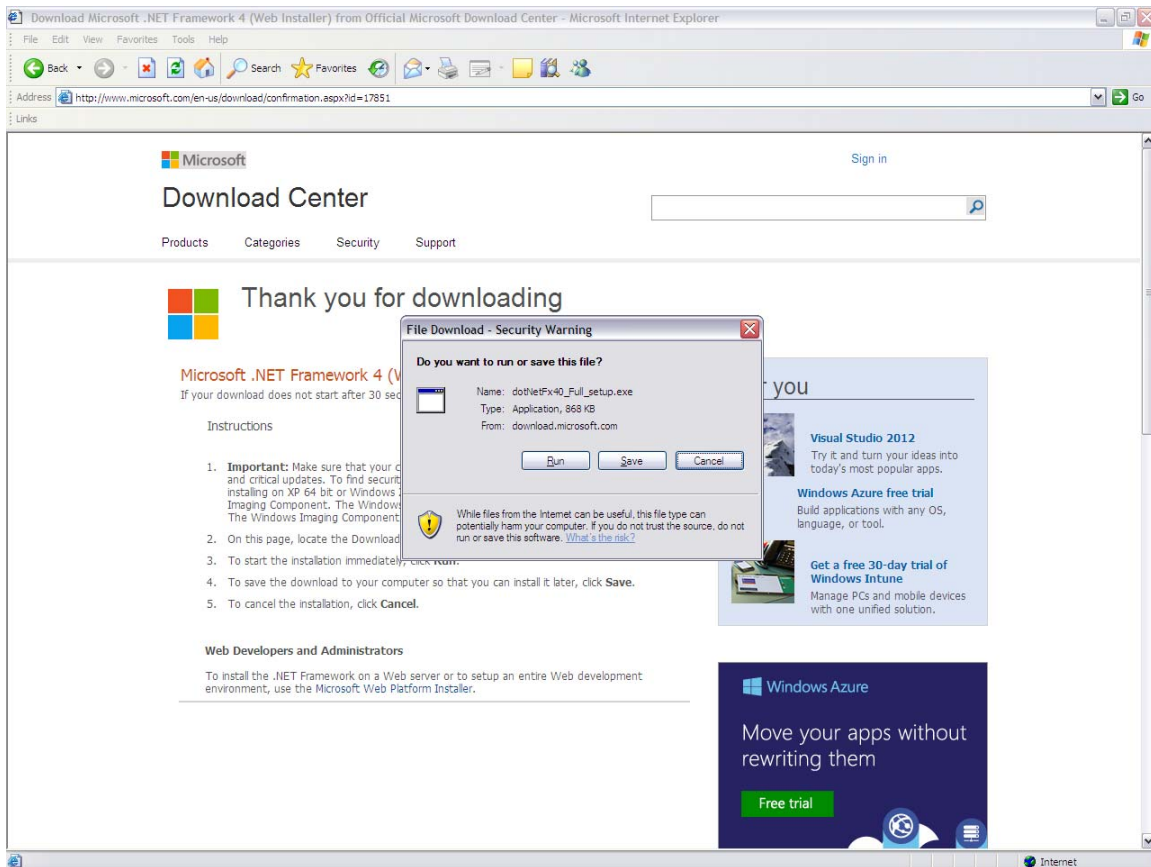 Download Microsoft .NET Framework 4 (Web Installer) from Official Microsoft Download Center - Microsoft Internet Explorer
File Edit View Favorites Tools Help
Back Search Favorites
Address http://www.microsoft.com/en-us/download/confirmation.aspx?id=17851 Go
Links
Microsoft Sign in
Download Center
Products Categories Security Support
Thank you for downloading
Microsoft .NET Framework 4 (
If your download does not start after 30 sec
Instructions
1. Important: Make sure that your
and critical updates. To find securit
installing on XP 64 bit or Windows
Imaging Component. The Windows
The Windows Imaging Component
2. On this page, locate the Download
3. To start the installation immediately, click Run.
4. To save the download to your computer so that you can install it later, click Save.
5. To cancel the installation, click Cancel.
Web Developers and Administrators
To install the .NET Framework on a Web server or to setup an entire Web development
environment, use the Microsoft Web Platform Installer.
File Download - Security Warning
Do you want to run or save this file?
Name: dotNetFx40_Full_setup.exe
Type: Application, 868 KB
From: download.microsoft.com
Run Save Cancel
While files from the Internet can be useful, this file type can
potentially harm your computer. If you do not trust the source, do not
run or save this software. What's the risk?
you
Visual Studio 2012
Try it and turn your ideas into
today's most popular apps.
Windows Azure free trial
Build applications with any OS,
language, or tool.
Get a free 30-day trial of
Windows Intune
Manage PCs and mobile devices
with one unified solution.
Windows Azure
Move your apps without
rewriting them
Free trial
Internet